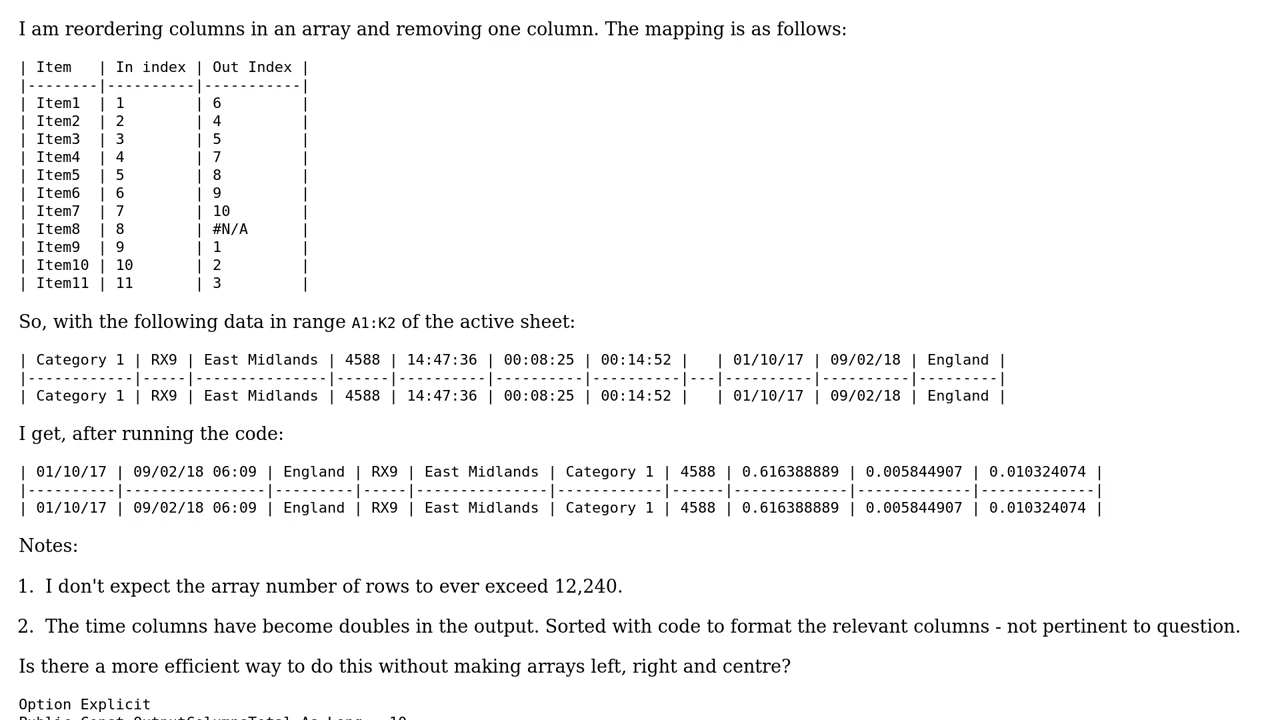 I am reordering columns in an array and removing one column. The mapping is as follows:
| Item   | In index | Out Index |
|--------|----------|-----------|
| Item1  | 1        | 6         |
| Item2  | 2        | 4         |
| Item3  | 3        | 5         |
| Item4  | 4        | 7         |
| Item5  | 5        | 8         |
| Item6  | 6        | 9         |
| Item7  | 7        | 10        |
| Item8  | 8        | #N/A      |
| Item9  | 9        | 1         |
| Item10 | 10       | 2         |
| Item11 | 11       | 3         |
So, with the following data in range A1:K2 of the active sheet:
| Category 1 | RX9 | East Midlands | 4588 | 14:47:36 | 00:08:25 | 00:14:52 |   | 01/10/17 | 09/02/18 | England |
|------------|-----|---------------|------|----------|----------|----------|---|----------|----------|---------|
| Category 1 | RX9 | East Midlands | 4588 | 14:47:36 | 00:08:25 | 00:14:52 |   | 01/10/17 | 09/02/18 | England |
I get, after running the code:
| 01/10/17 | 09/02/18 06:09 | England | RX9 | East Midlands | Category 1 | 4588 | 0.616388889 | 0.005844907 | 0.010324074 |
|----------|----------------|---------|-----|---------------|------------|------|-------------|-------------|-------------|
| 01/10/17 | 09/02/18 06:09 | England | RX9 | East Midlands | Category 1 | 4588 | 0.616388889 | 0.005844907 | 0.010324074 |
Notes:
1. I don't expect the array number of rows to ever exceed 12,240.
2. The time columns have become doubles in the output. Sorted with code to format the relevant columns - not pertinent to question.
Is there a more efficient way to do this without making arrays left, right and centre?
Option Explicit
Public Const OutputColumnsTotal As Long = 10